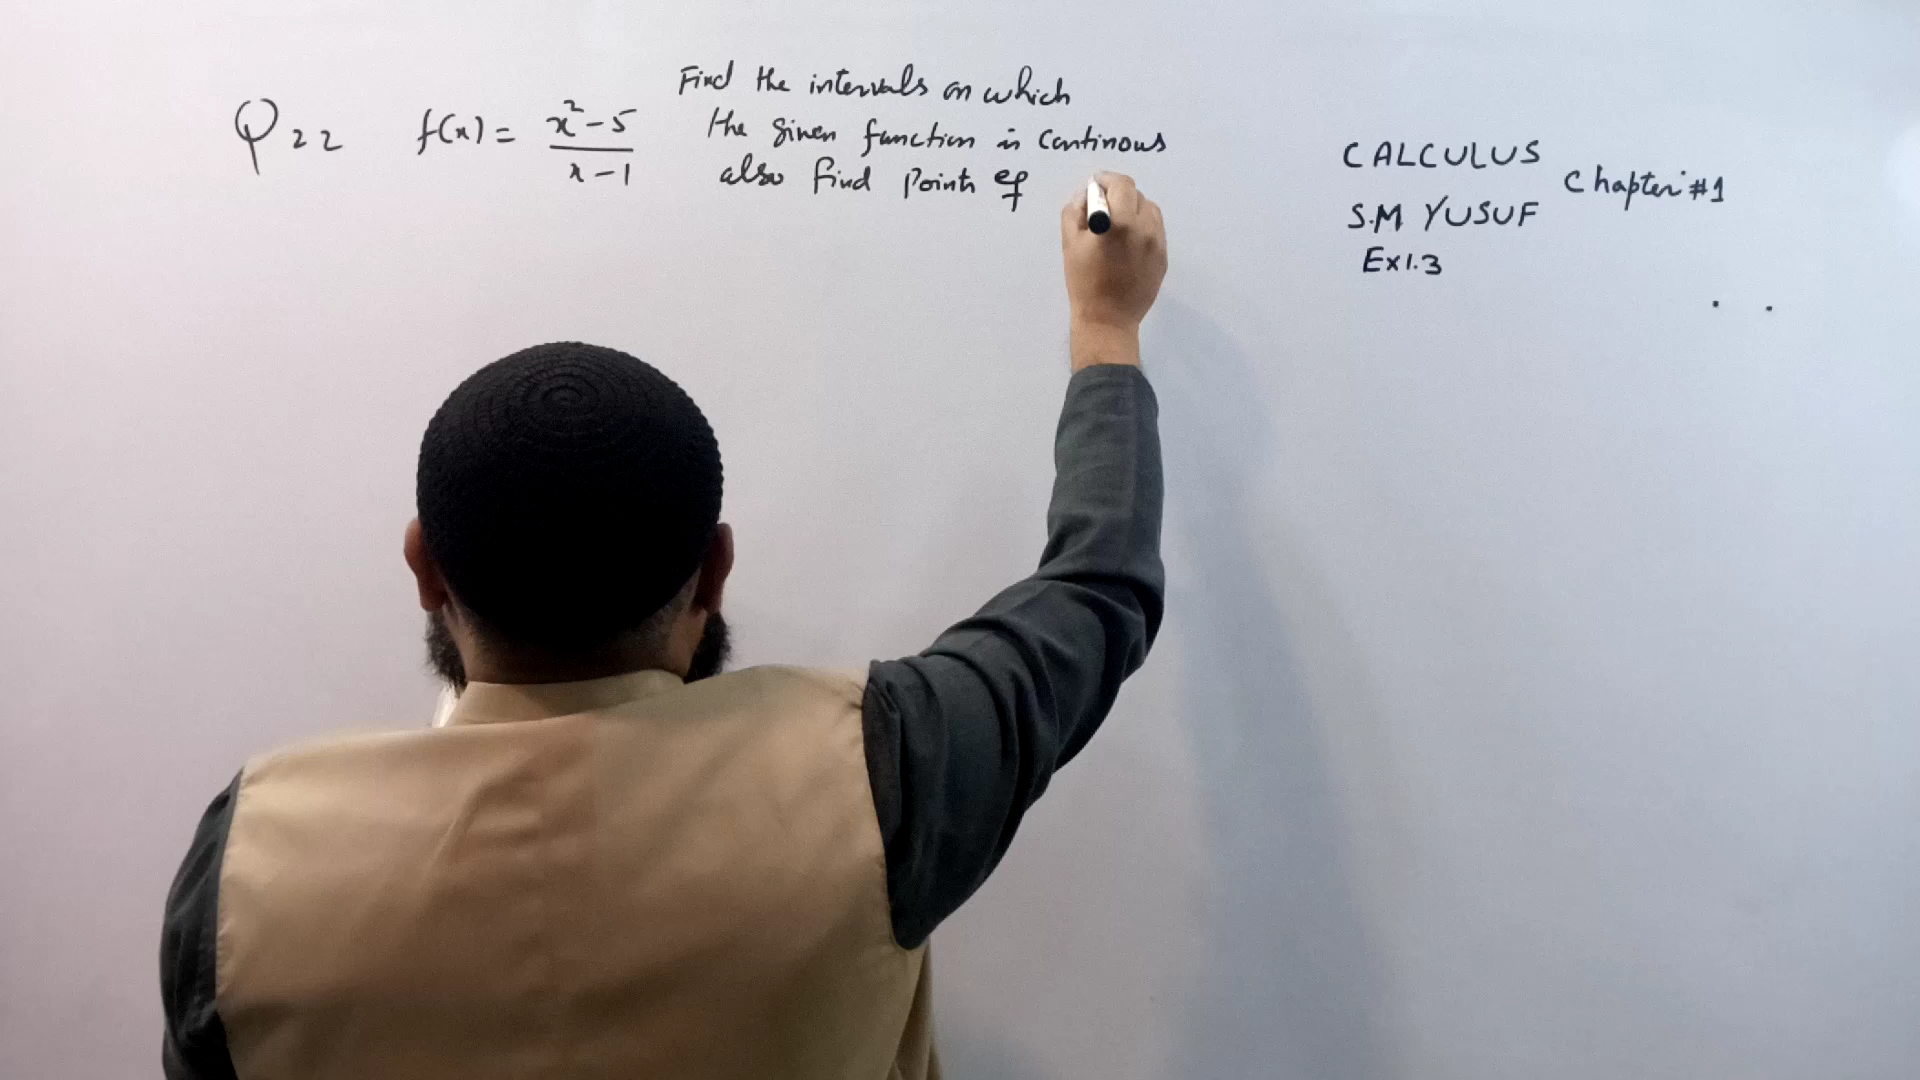 Q22 f(x) = x²-5 / x-1
Find the intervals on which
the given function is continous
also find points of
CALCULUS
S.M YUSUF
Ex1.3
Chapter #1